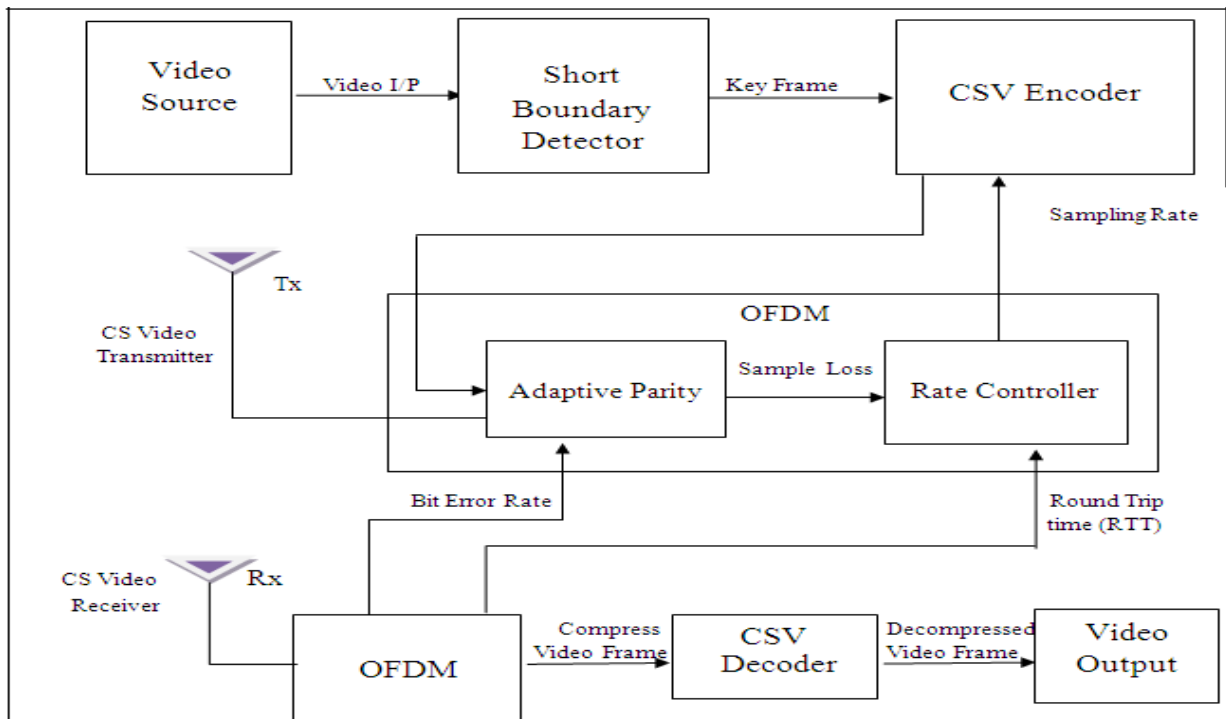 Video
Source
Video I/P
Short
Boundary
Detector
Key Frame
CSV Encoder
Sampling Rate
Tx
CS Video
Transmitter
OFDM
Adaptive Parity
Sample Loss
Rate Controller
Bit Error Rate
Round Trip
time (RTT)
CS Video
Receiver
Rx
OFDM
Compress
Video Frame
CSV
Decoder
Decompressed
Video Frame
Video
Output